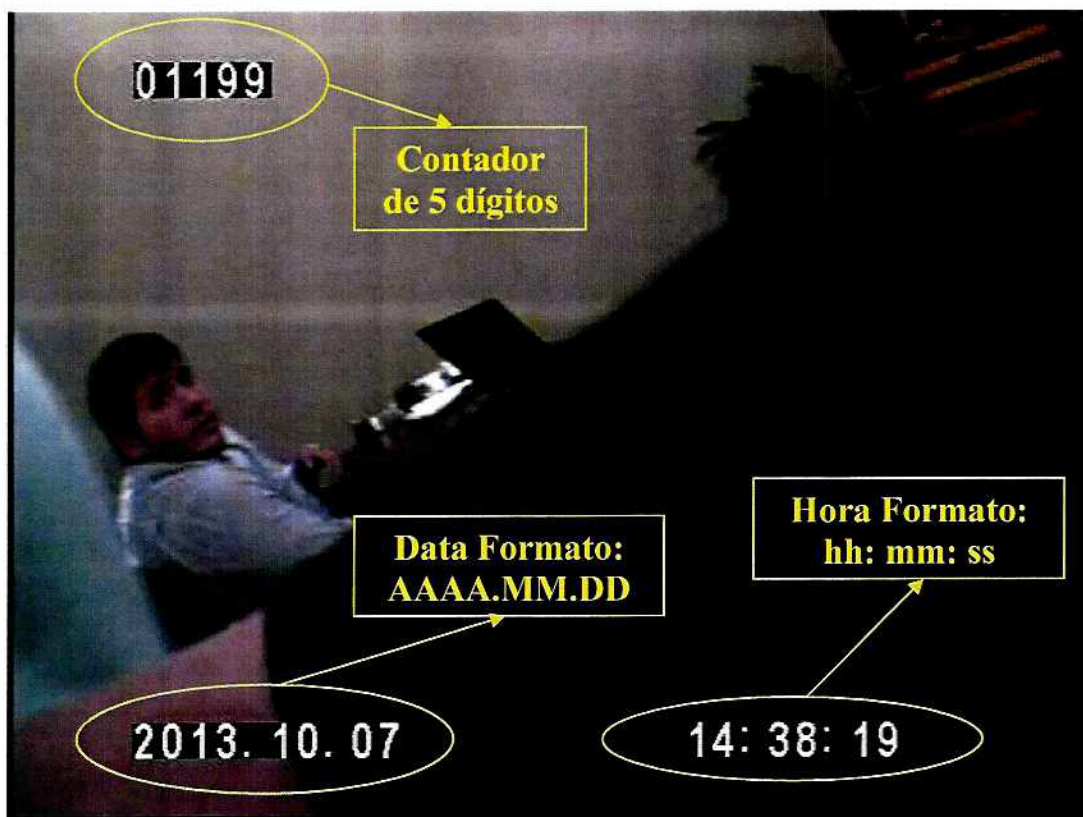 01199
Contador
de 5 dígitos
Hora Formato:
hh: mm: ss
Data Formato:
AAAA.MM.DD
2013. 10. 07
14: 38: 19